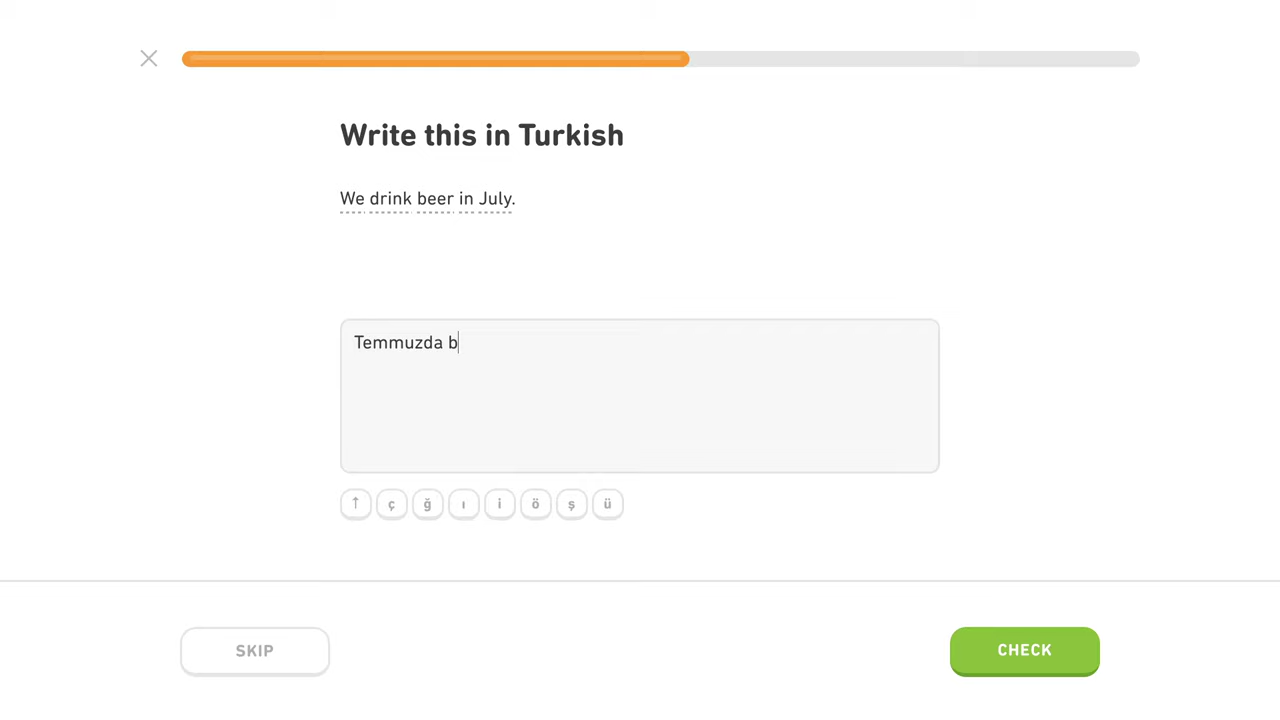 Write this in Turkish
We drink beer in July.
Temmuzda b
↑ ç ğ ı i ö ş ü
SKIP
CHECK